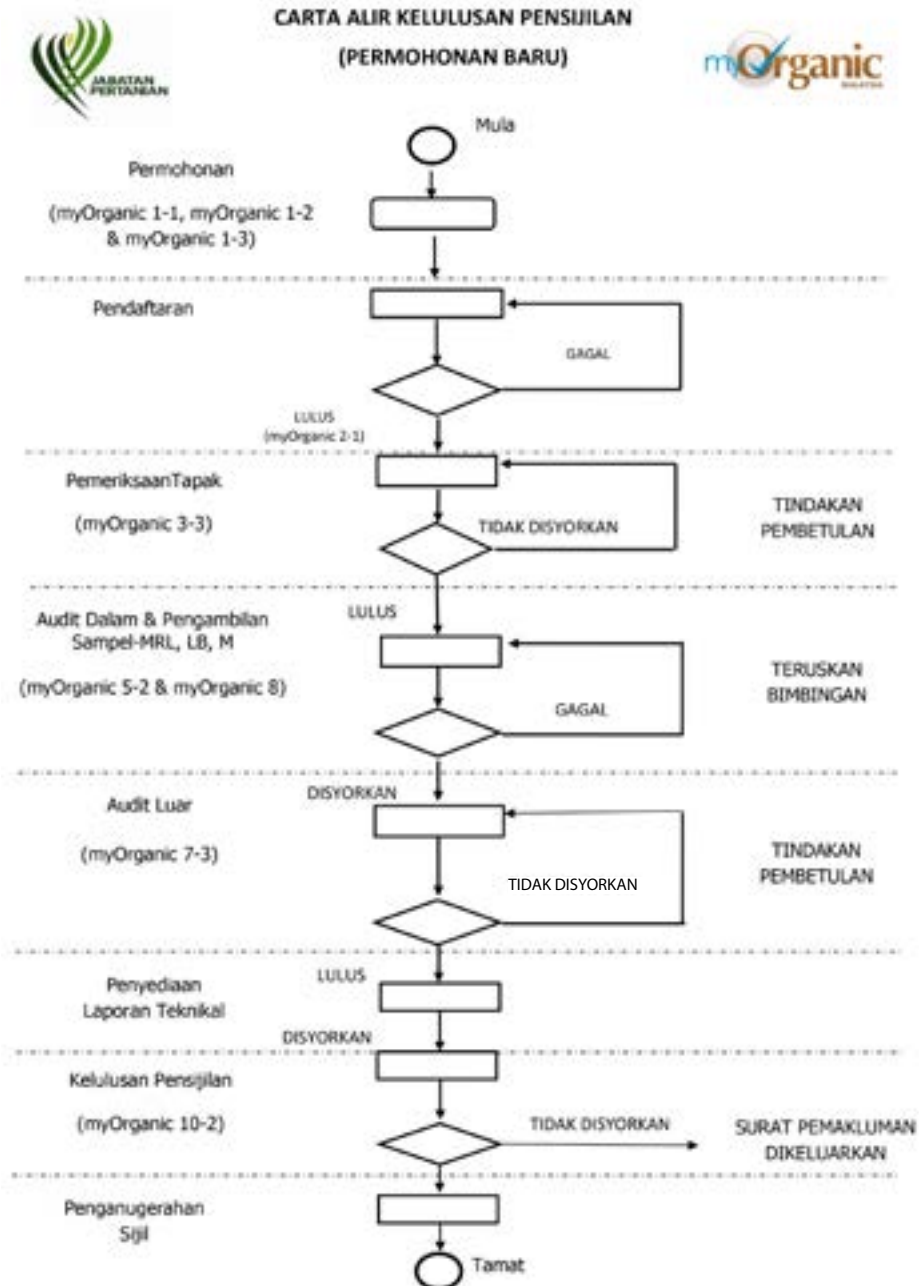 CARTA ALIR KELULUSAN PENSIJILAN
(PERMOHONAN BARU)
JABATAN
PERTANIAN
myOrganic
MALAYSIA
Mula
Permohonan
(myOrganic 1-1, myOrganic 1-2
& myOrganic 1-3)
Pendaftaran
GAGAL
LULUS
(myOrganic 2-1)
PemeriksaanTapak
(myOrganic 3-3)
TIDAK DISYORKAN
TINDAKAN
PEMBETULAN
LULUS
Audit Dalam & Pengambilan
Sampel-MRL, LB, M
(myOrganic 5-2 & myOrganic 8)
GAGAL
TERUSKAN
BIMBINGAN
DISYORKAN
Audit Luar
(myOrganic 7-3)
TIDAK DISYORKAN
TINDAKAN
PEMBETULAN
LULUS
Penyediaan
Laporan Teknikal
DISYORKAN
Kelulusan Pensijilan
(myOrganic 10-2)
TIDAK DISYORKAN
SURAT PEMAKLUMAN
DIKELUARKAN
Penganugerahan
Sijil
Tamat